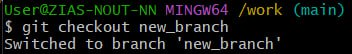 User@ZIAS-NOUT-NN MINGW64 /work (main)
$ git checkout new_branch
Switched to branch 'new_branch'